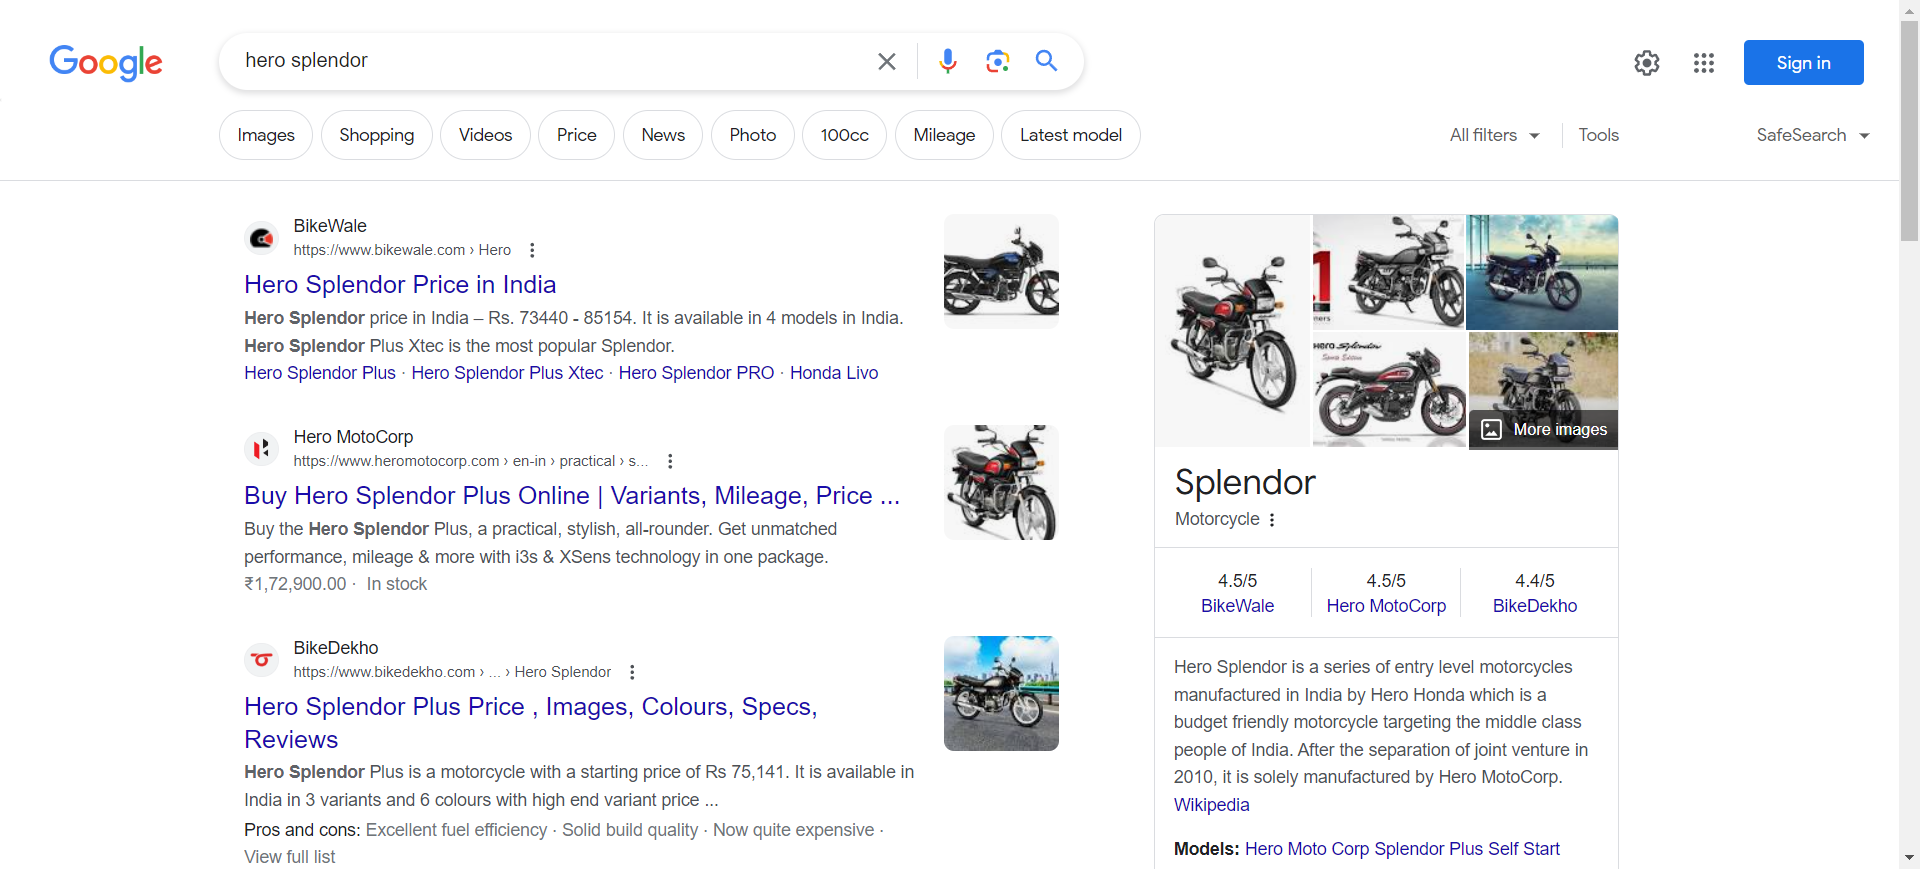 Google
hero splendor
Sign in
Images
Shopping
Videos
Price
News
Photo
100cc
Mileage
Latest model
All filters
Tools
SafeSearch
BikeWale
https://www.bikewale.com › Hero
Hero Splendor Price in India
Hero Splendor price in India – Rs. 73440 - 85154. It is available in 4 models in India.
Hero Splendor Plus Xtec is the most popular Splendor.
Hero Splendor Plus · Hero Splendor Plus Xtec · Hero Splendor PRO · Honda Livo
Hero MotoCorp
https://www.heromotocorp.com › en-in › practical › s...
Buy Hero Splendor Plus Online | Variants, Mileage, Price ...
Buy the Hero Splendor Plus, a practical, stylish, all-rounder. Get unmatched
performance, mileage & more with i3s & XSens technology in one package.
₹1,72,900.00 · In stock
BikeDekho
https://www.bikedekho.com › ... › Hero Splendor
Hero Splendor Plus Price , Images, Colours, Specs,
Reviews
Hero Splendor Plus is a motorcycle with a starting price of Rs 75,141. It is available in
India in 3 variants and 6 colours with high end variant price ...
Pros and cons: Excellent fuel efficiency · Solid build quality · Now quite expensive ·
View full list
Hero Splendor
Sports Edition
More images
Splendor
Motorcycle
4.5/5
BikeWale
4.5/5
Hero MotoCorp
4.4/5
BikeDekho
Hero Splendor is a series of entry level motorcycles
manufactured in India by Hero Honda which is a
budget friendly motorcycle targeting the middle class
people of India. After the separation of joint venture in
2010, it is solely manufactured by Hero MotoCorp.
Wikipedia
Models: Hero Moto Corp Splendor Plus Self Start